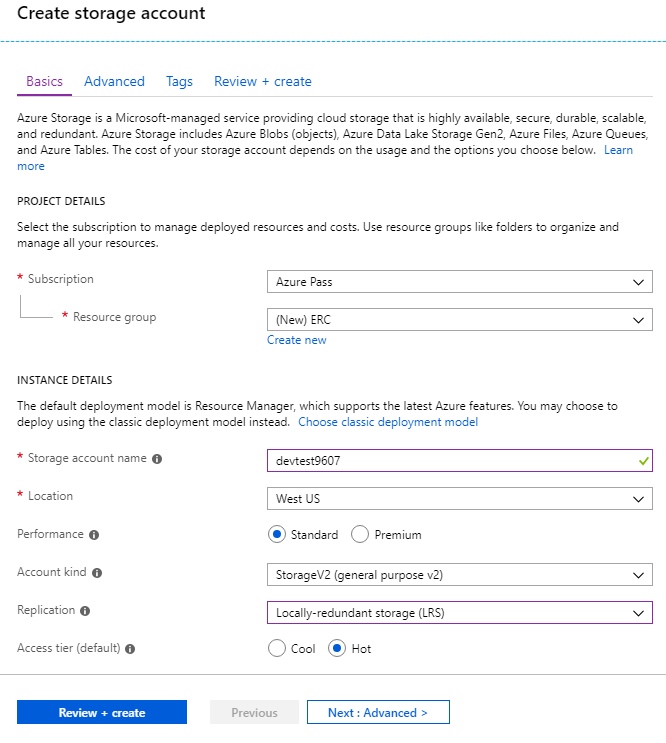 Create storage account
Basics Advanced Tags Review + create
Azure Storage is a Microsoft-managed service providing cloud storage that is highly available, secure, durable, scalable,
and redundant. Azure Storage includes Azure Blobs (objects), Azure Data Lake Storage Gen2, Azure Files, Azure Queues,
and Azure Tables. The cost of your storage account depends on the usage and the options you choose below. Learn
more
PROJECT DETAILS
Select the subscription to manage deployed resources and costs. Use resource groups like folders to organize and
manage all your resources.
* Subscription Azure Pass
* Resource group (New) ERC
Create new
INSTANCE DETAILS
The default deployment model is Resource Manager, which supports the latest Azure features. You may choose to
deploy using the classic deployment model instead. Choose classic deployment model
* Storage account name devtest9607
* Location West US
Performance Standard Premium
Account kind StorageV2 (general purpose v2)
Replication Locally-redundant storage (LRS)
Access tier (default) Cool Hot
Review + create Previous Next : Advanced >